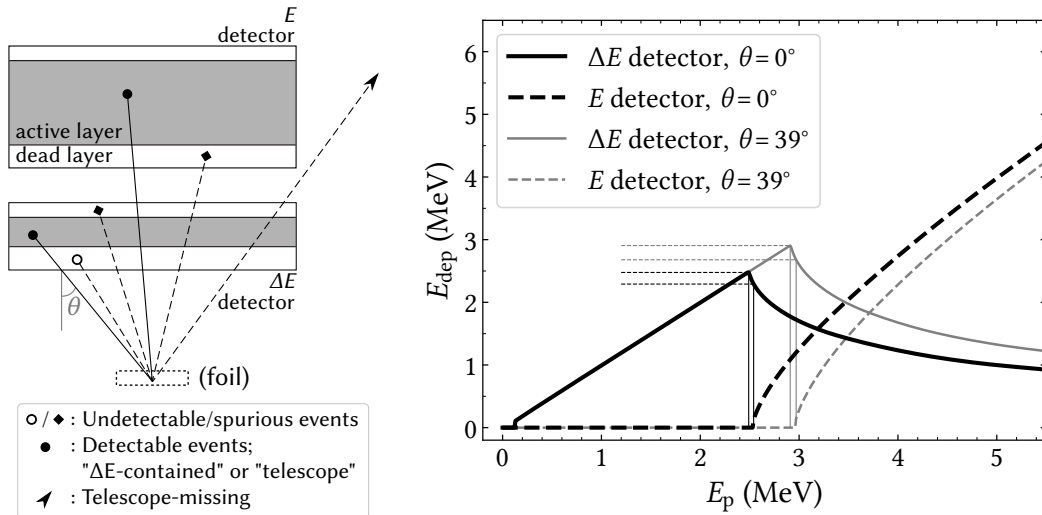 E
detector
active layer
dead layer
ΔE
detector
θ
(foil)
○ / ◆ : Undetectable/spurious events
● : Detectable events;
"ΔE-contained" or "telescope"
: Telescope-missing
ΔE detector, θ = 0°
E detector, θ = 0°
ΔE detector, θ = 39°
E detector, θ = 39°
E_dep (MeV)
6
5
4
3
2
1
0
0 1 2 3 4 5
E_p (MeV)